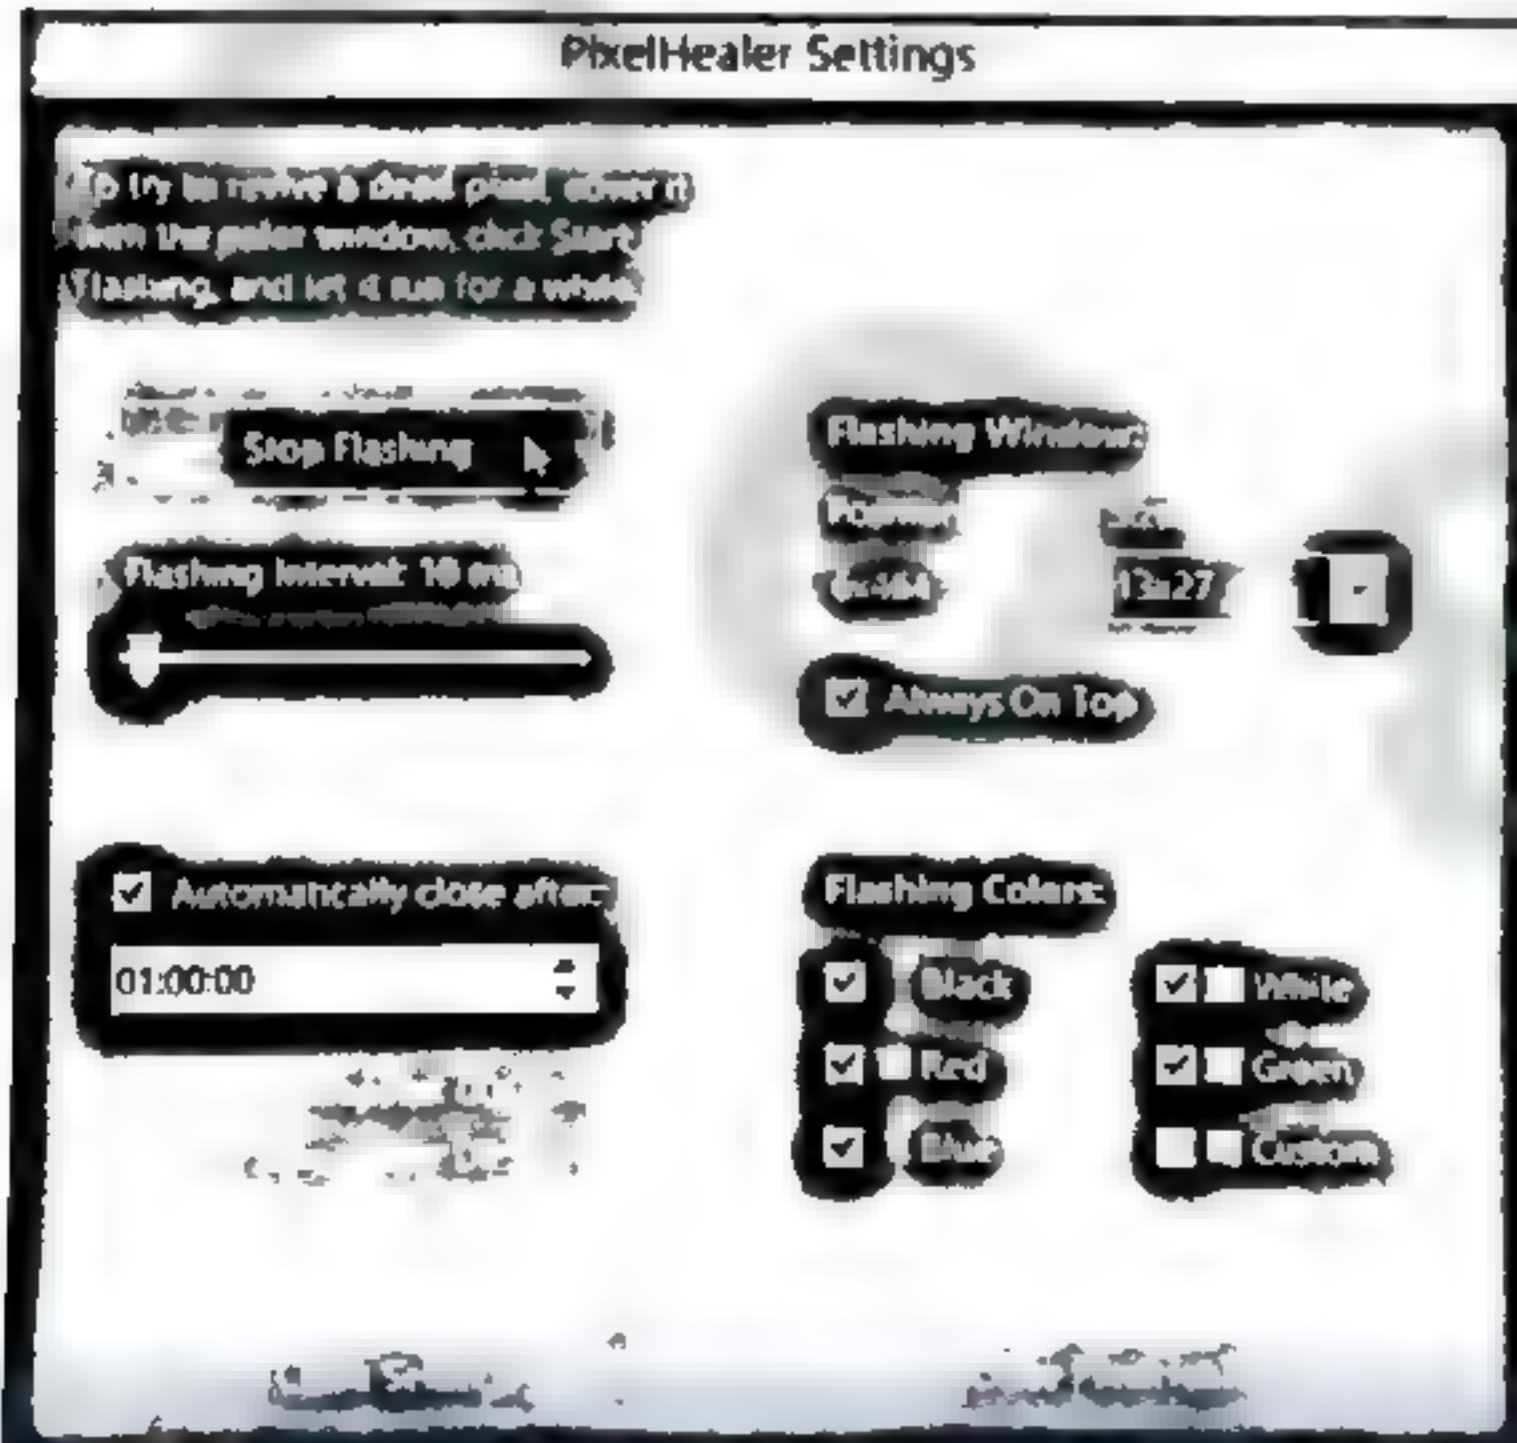 PixelHealer Settings
To try to revive a dead pixel, cover it
with the color window, click Start
Flashing, and let it run for a while.
Stop Flashing
Flashing Window:
Flashing Interval: 10 ms
13x27
Always On Top
Automatically close after:
01:00:00
Flashing Colors:
Black
White
Red
Green
Blue
Custom